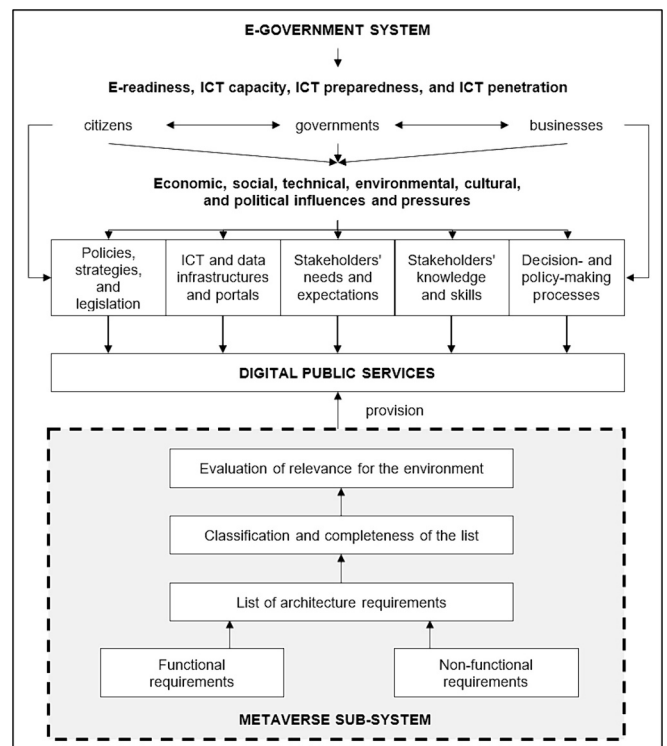 E-GOVERNMENT SYSTEM
E-readiness, ICT capacity, ICT preparedness, and ICT penetration
citizens
governments
businesses
Economic, social, technical, environmental, cultural,
and political influences and pressures
Policies,
strategies,
and
legislation
ICT and data
infrastructures
and portals
Stakeholders'
needs and
expectations
Stakeholders'
knowledge
and skills
Decision- and
policy-making
processes
DIGITAL PUBLIC SERVICES
provision
Evaluation of relevance for the environment
Classification and completeness of the list
List of architecture requirements
Functional
requirements
Non-functional
requirements
METAVERSE SUB-SYSTEM